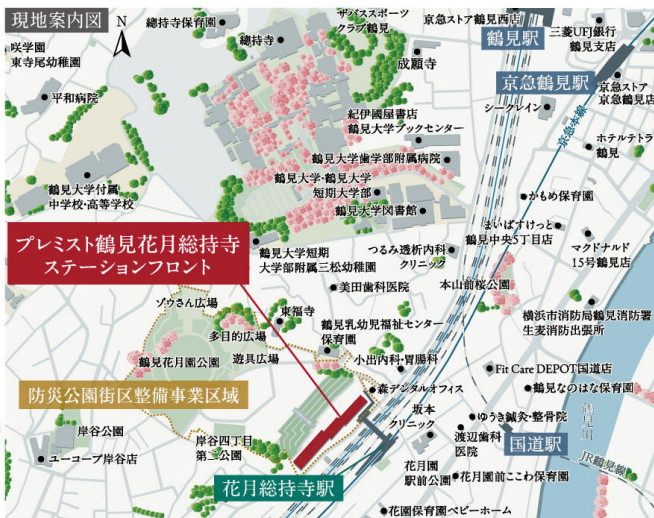 現地案内図
N
咲学園
東寺尾幼稚園
總持寺保育園
總持寺
ザバススポーツ
クラブ鶴見
成願寺
京急ストア鶴見西店
鶴見駅
三菱UFJ銀行
鶴見支店
京急鶴見駅
京急ストア
京急鶴見店
平和病院
紀伊國屋書店
鶴見大学ブックセンター
シークレイン
ホテルテトラ
鶴見
鶴見大学歯学部附属病院
鶴見大学付属
中学校・高等学校
鶴見大学・鶴見大学
短期大学部
鶴見大学図書館
かもめ保育園
まいばすけっと
鶴見中央5丁目店
マクドナルド
15号鶴見店
プレミスト鶴見花月総持寺
ステーションフロント
鶴見大学短期
大学部附属三松幼稚園
つるみ透析内科
クリニック
美田歯科医院
本山前桜公園
ゾウさん広場
東福寺
多目的広場
鶴見乳幼児福祉センター
保育園
横浜市消防局鶴見消防署
生麦消防出張所
鶴見花月園公園
遊具広場
小出内科・胃腸科
Fit Care DEPOT国道店
防災公園街区整備事業区域
森デンタルオフィス
鶴見なのはな保育園
鶴見川
岸谷公園
岸谷四丁目
第二公園
坂本
クリニック
ゆうき鍼灸・整骨院
渡辺歯科
医院
国道駅
ユーコープ岸谷店
花月総持寺駅
花月園
駅前公園
花月園前ここわ保育園
JR鶴見線
花園保育園ベビーホーム